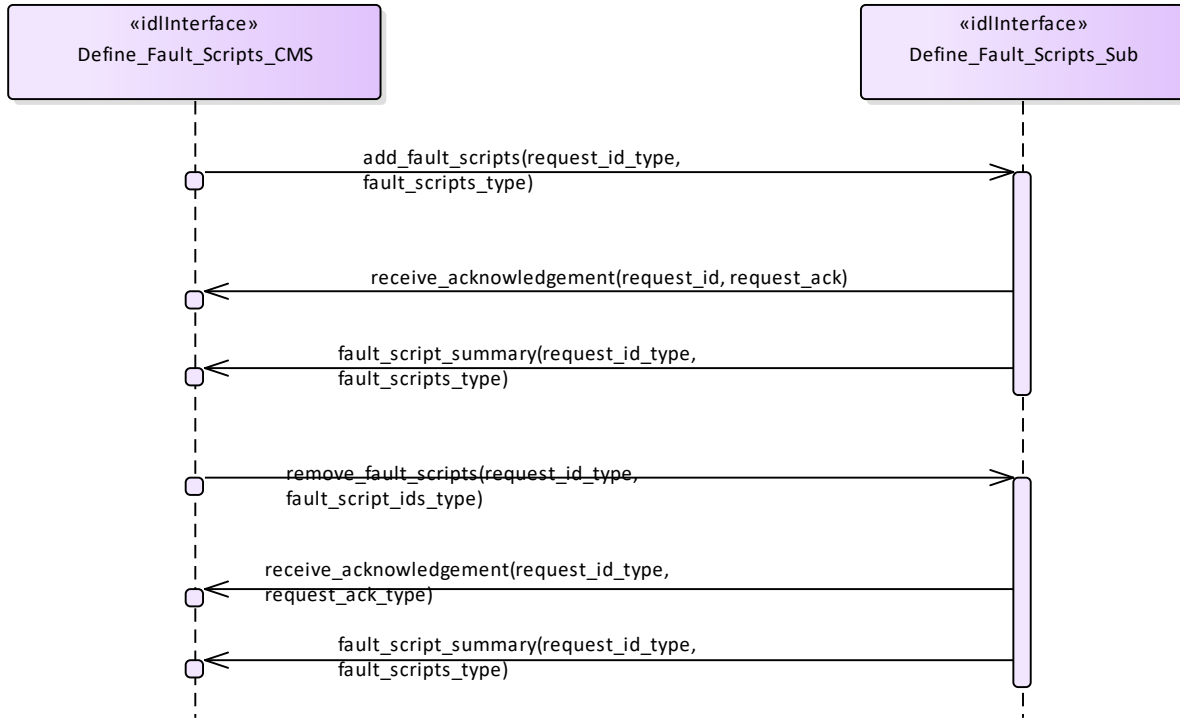 «idlInterface»
Define_Fault_Scripts_CMS
«idlInterface»
Define_Fault_Scripts_Sub
add_fault_scripts(request_id_type,
fault_scripts_type)
receive_acknowledgement(request_id, request_ack)
fault_script_summary(request_id_type,
fault_scripts_type)
remove_fault_scripts(request_id_type,
fault_script_ids_type)
receive_acknowledgement(request_id_type,
request_ack_type)
fault_script_summary(request_id_type,
fault_scripts_type)